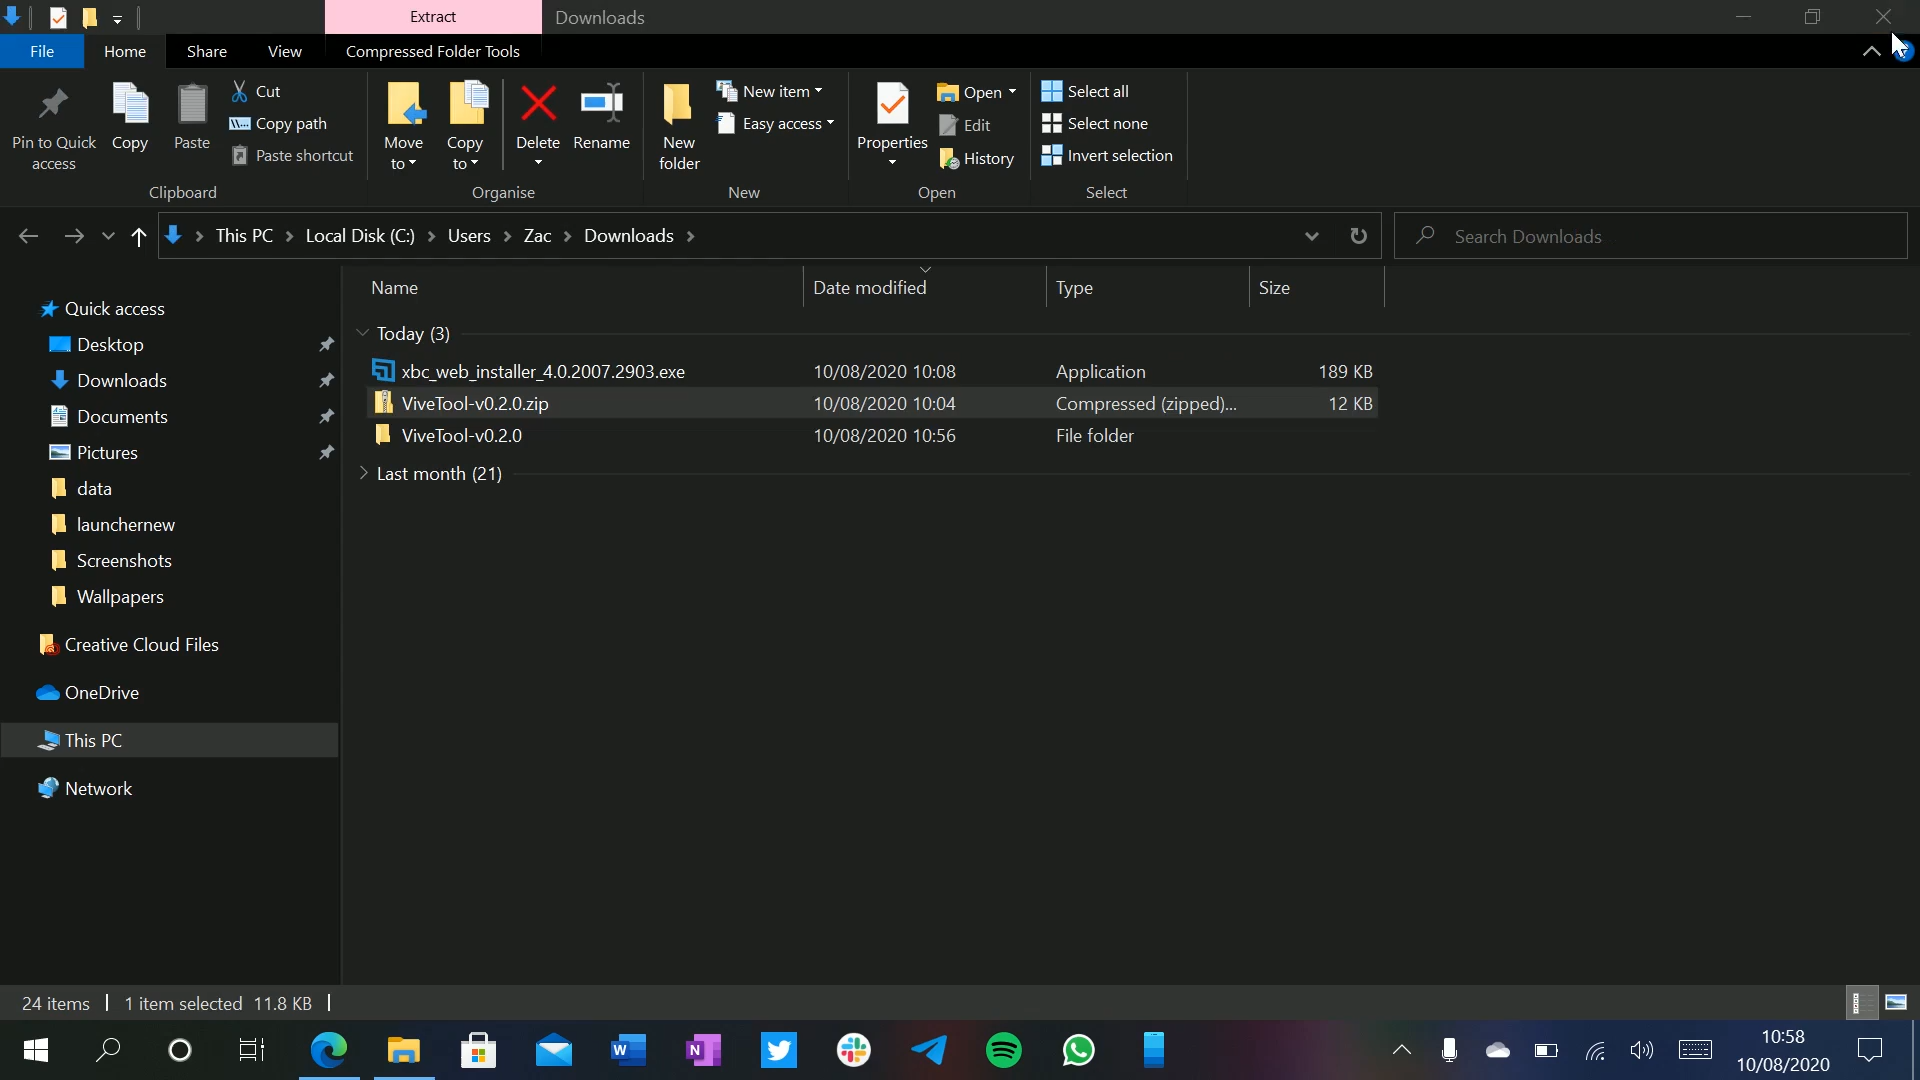 Extract Downloads
File Home Share View Compressed Folder Tools
Pin to Quick access
Copy
Paste
Cut
Copy path
Paste shortcut
Clipboard
Move to
Copy to
Delete
Rename
Organise
New folder
New item
Easy access
New
Properties
Open
Edit
History
Open
Select all
Select none
Invert selection
Select
This PC Local Disk (C:) Users Zac Downloads
Search Downloads
Quick access
Desktop
Downloads
Documents
Pictures
data
launchernew
Screenshots
Wallpapers
Creative Cloud Files
OneDrive
This PC
Network
Name Date modified Type Size
Today (3)
xbc_web_installer_4.0.2007.2903.exe 10/08/2020 10:08 Application 189 KB
ViveTool-v0.2.0.zip 10/08/2020 10:04 Compressed (zipped)... 12 KB
ViveTool-v0.2.0 10/08/2020 10:56 File folder
Last month (21)
24 items 1 item selected 11.8 KB
10:58
10/08/2020